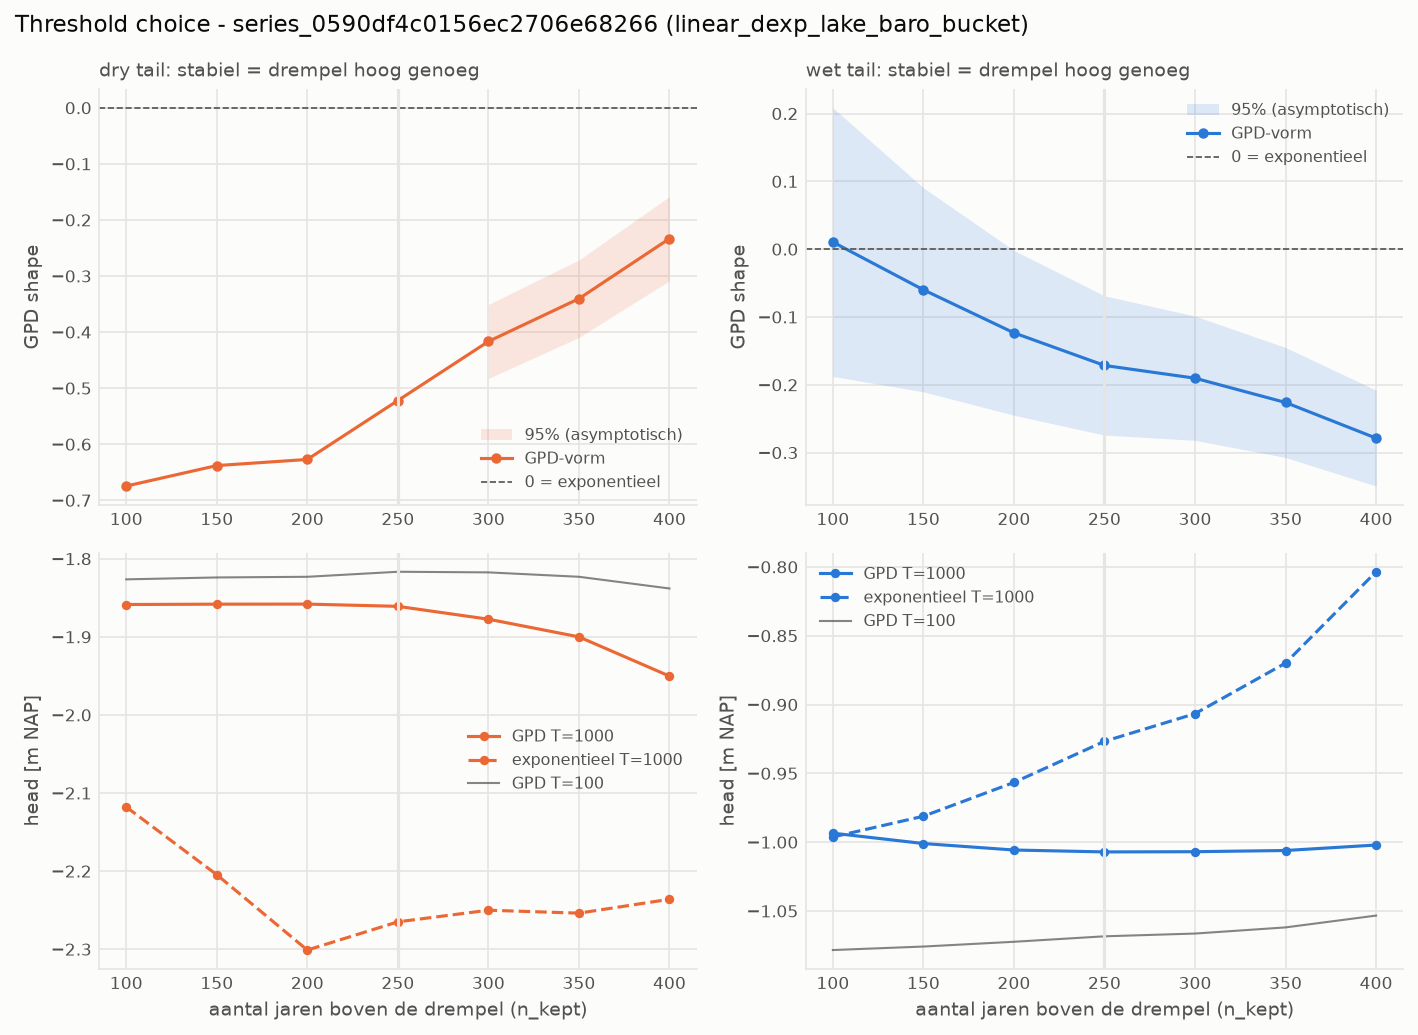 Threshold choice - series_0590df4c0156ec2706e68266 (linear_dexp_lake_baro_bucket)
dry tail: stabiel = drempel hoog genoeg
GPD shape
0.0
−0.1
−0.2
−0.3
−0.4
−0.5
−0.6
−0.7
95% (asymptotisch)
GPD-vorm
0 = exponentieel
100 150 200 250 300 350 400
wet tail: stabiel = drempel hoog genoeg
GPD shape
0.2
0.1
0.0
−0.1
−0.2
−0.3
95% (asymptotisch)
GPD-vorm
0 = exponentieel
100 150 200 250 300 350 400
head [m NAP]
−1.8
−1.9
−2.0
−2.1
−2.2
−2.3
GPD T=1000
exponentieel T=1000
GPD T=100
100 150 200 250 300 350 400
aantal jaren boven de drempel (n_kept)
head [m NAP]
−0.80
−0.85
−0.90
−0.95
−1.00
−1.05
GPD T=1000
exponentieel T=1000
GPD T=100
100 150 200 250 300 350 400
aantal jaren boven de drempel (n_kept)